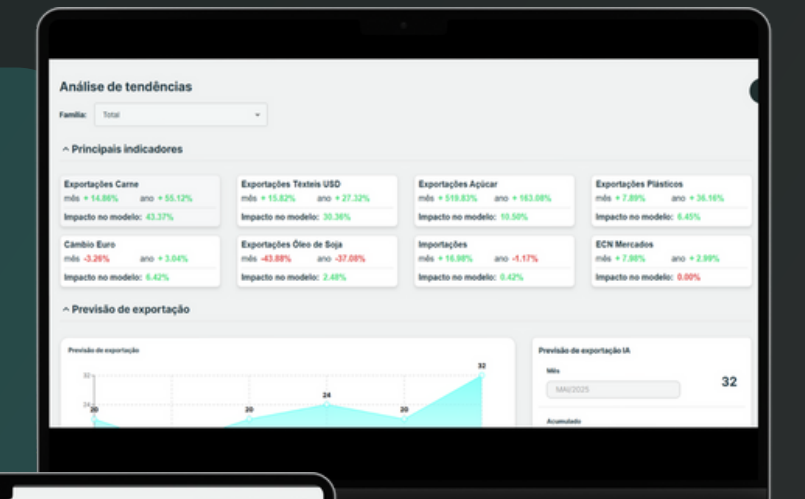 Análise de tendências
Família: Total
Principais indicadores
Exportações Carne
mês + 14.86% ano + 55.12%
Impacto no modelo: 43.37%
Exportações Têxteis USD
mês + 15.82% ano + 27.32%
Impacto no modelo: 30.36%
Exportações Açúcar
mês + 519.83% ano + 163.08%
Impacto no modelo: 10.50%
Exportações Plásticos
mês + 7.89% ano + 36.16%
Impacto no modelo: 6.45%
Câmbio Euro
mês -3.26% ano + 3.04%
Impacto no modelo: 6.42%
Exportações Óleo de Soja
mês -43.88% ano -37.08%
Impacto no modelo: 2.48%
Importações
mês + 16.98% ano -1.17%
Impacto no modelo: 0.42%
ECN Mercados
mês + 7.98% ano + 2.99%
Impacto no modelo: 0.00%
Previsão de exportação
Previsão de exportação
32
24
20
20
24
20
32
Previsão de exportação IA
Mês
MAI/2025
32
Acumulado